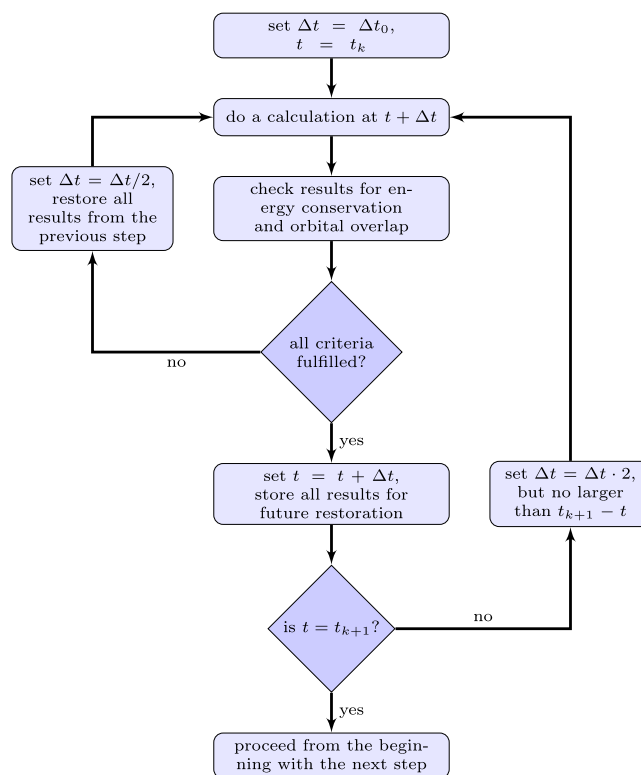 set Δt = Δt₀,
t = tₖ
do a calculation at t + Δt
set Δt = Δt/2,
restore all
results from the
previous step
check results for en-
ergy conservation
and orbital overlap
all criteria
fulfilled?
no
yes
set t = t + Δt,
store all results for
future restoration
set Δt = Δt · 2,
but no larger
than tₖ₊₁ − t
is t = tₖ₊₁?
no
yes
proceed from the begin-
ning with the next step